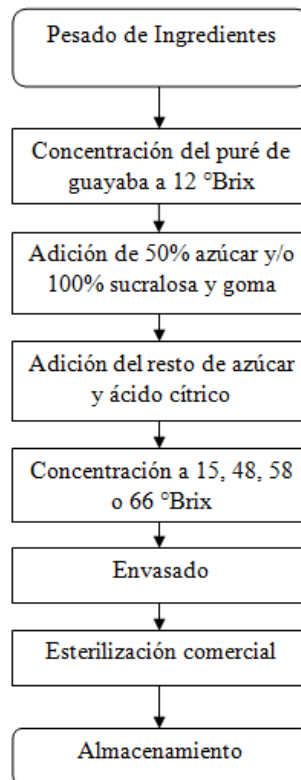 Pesado de Ingredientes
Concentración del puré de
guayaba a 12 °Brix
Adición de 50% azúcar y/o
100% sucralosa y goma
Adición del resto de azúcar
y ácido cítrico
Concentración a 15, 48, 58
o 66 °Brix
Envasado
Esterilización comercial
Almacenamiento